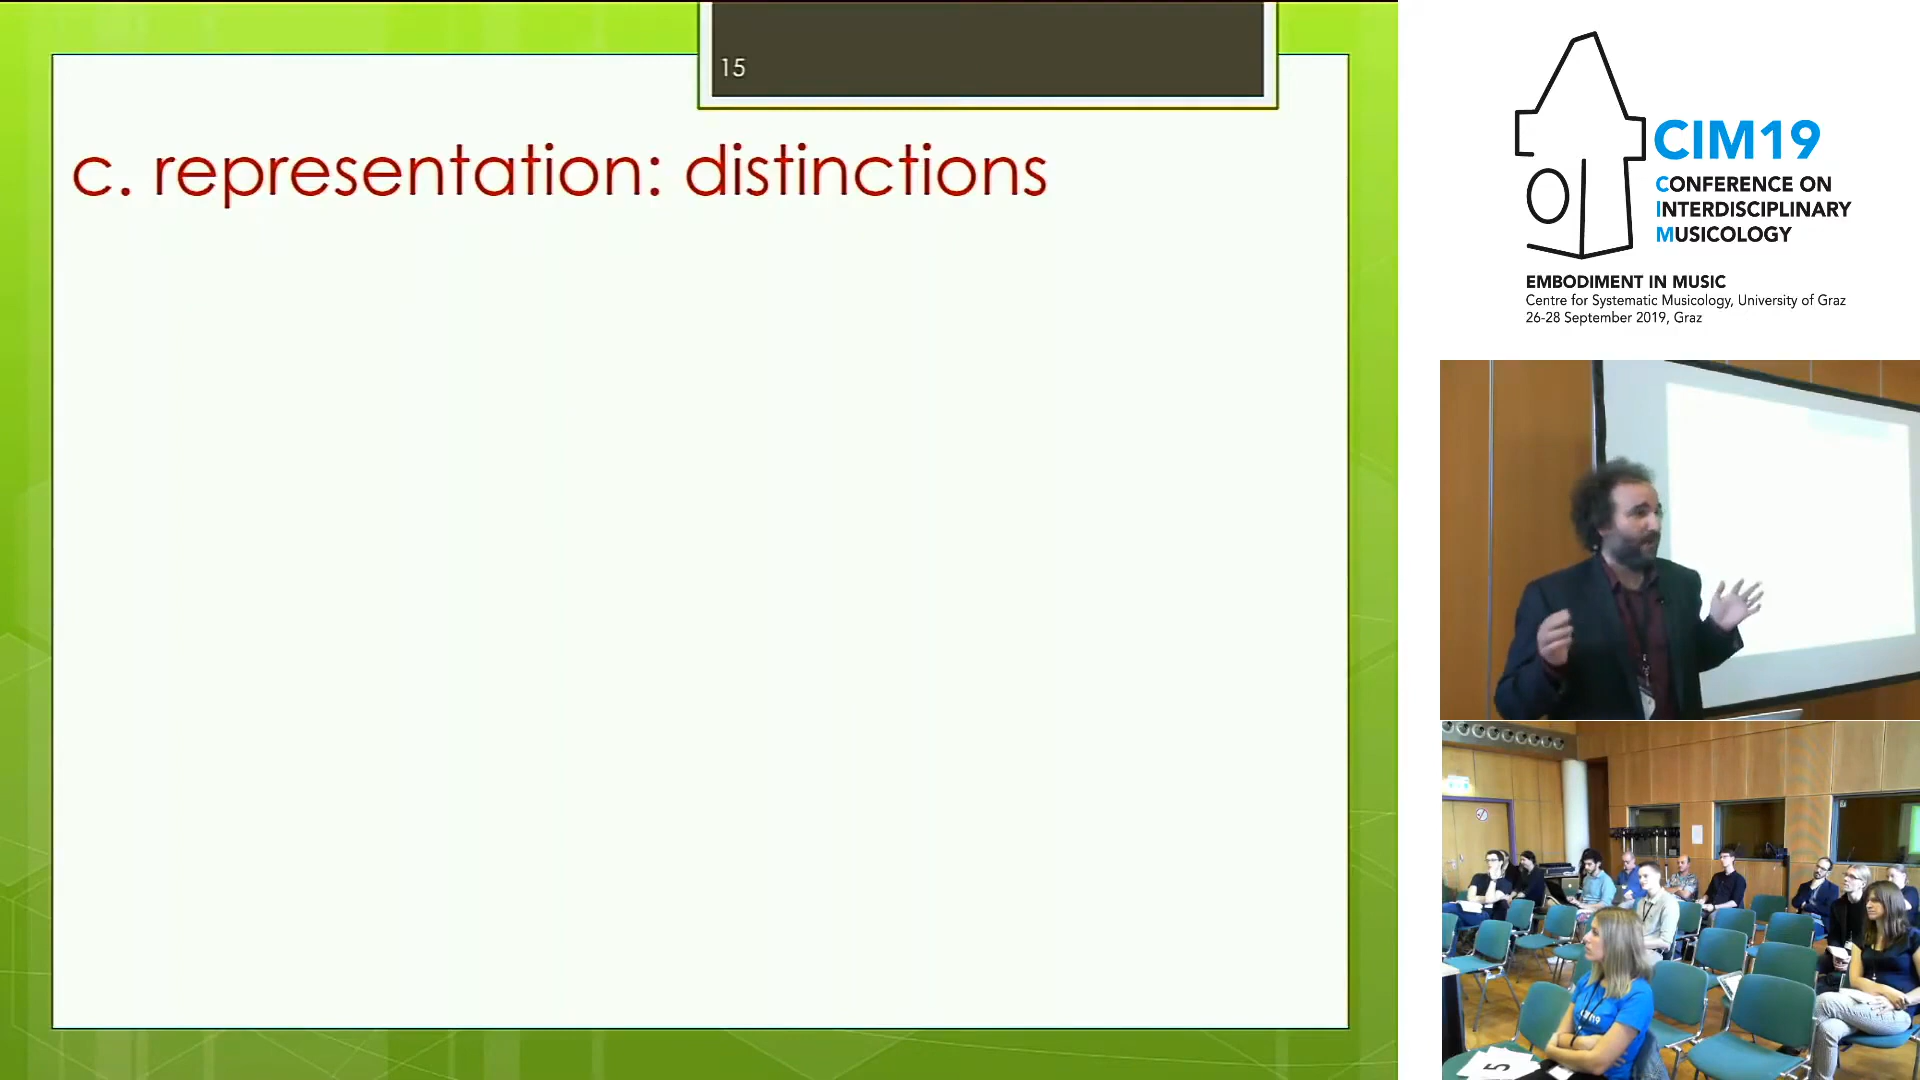 15
c. representation: distinctions
CIM19
CONFERENCE ON
INTERDISCIPLINARY
MUSICOLOGY
EMBODIMENT IN MUSIC
Centre for Systematic Musicology, University of Graz
26-28 September 2019, Graz
5